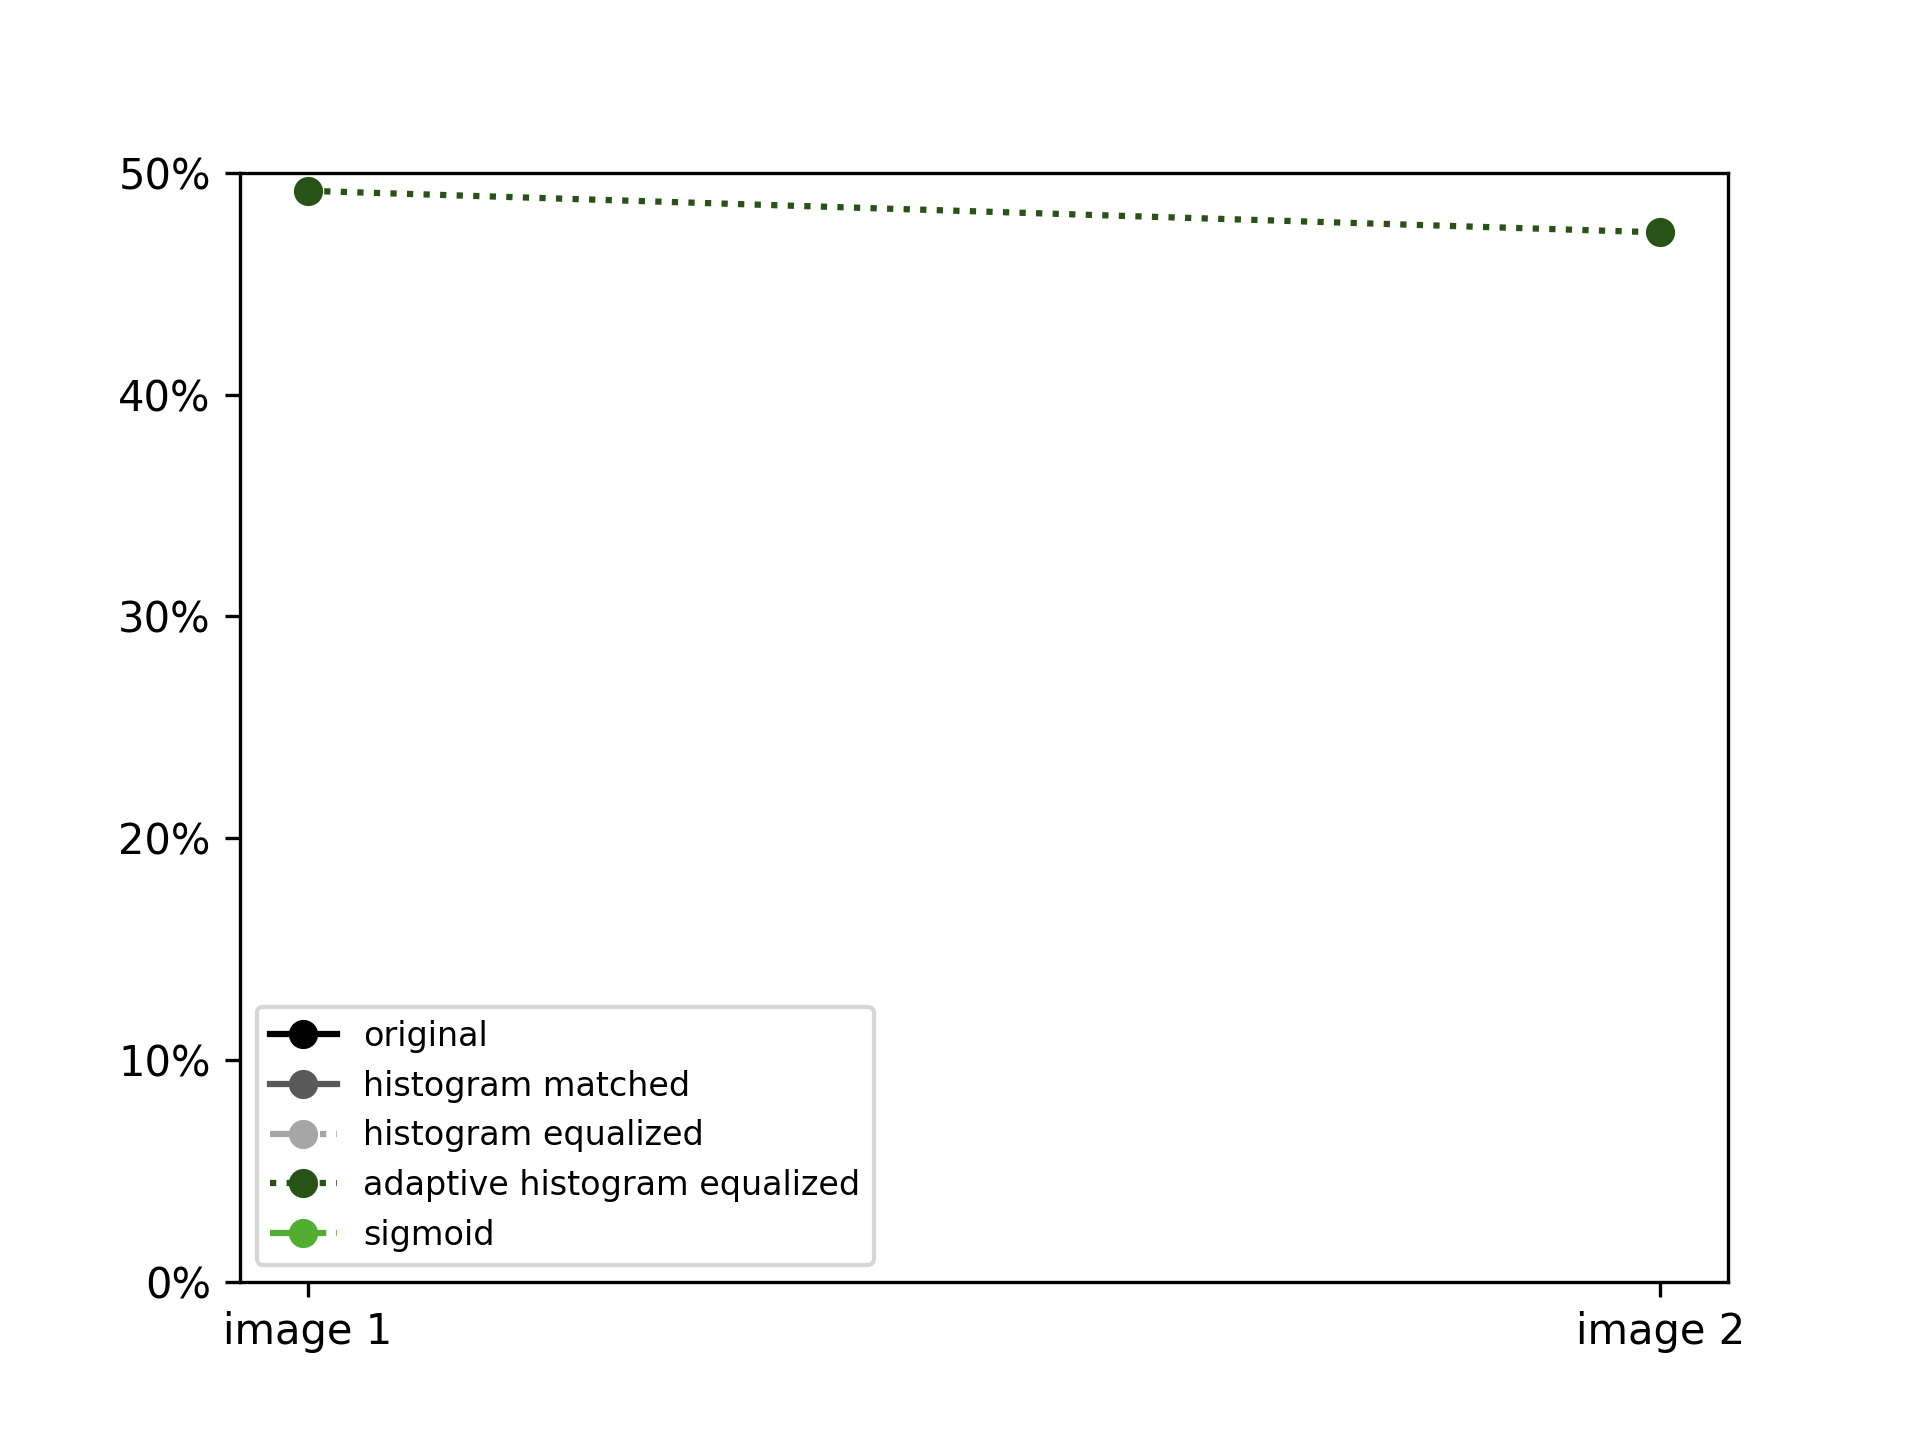 50%
40%
30%
20%
10%
0%
original
histogram matched
histogram equalized
adaptive histogram equalized
sigmoid
image 1
image 2